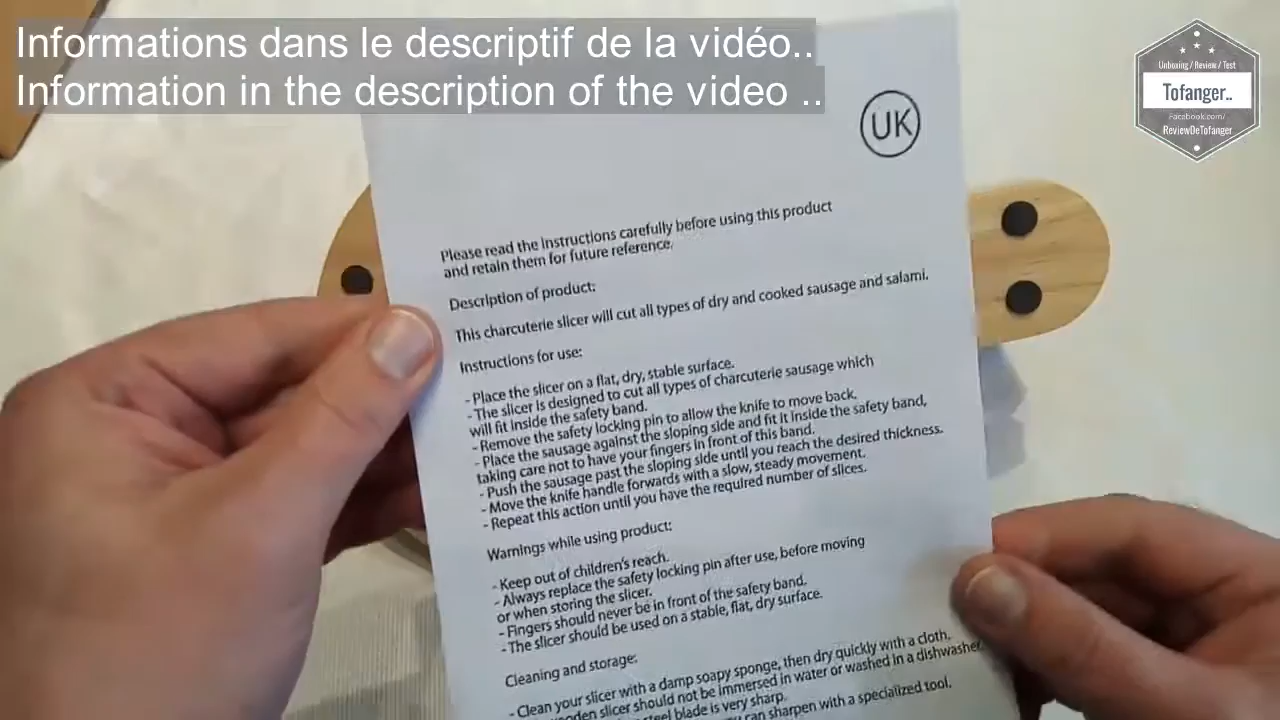 Informations dans le descriptif de la vidéo..
Information in the description of the video ..
Unboxing / Review / Test
Tofanger..
Facebook.com/
ReviewDeTofanger
UK
Please read the instructions carefully before using this product
and retain them for future reference.
Description of product:
This charcuterie slicer will cut all types of dry and cooked sausage and salami.
Instructions for use:
- Place the slicer on a flat, dry, stable surface.
- The slicer is designed to cut all types of charcuterie sausage which
will fit inside the safety band.
- Remove the safety locking pin to allow the knife to move back.
- Place the sausage against the sloping side and fit it inside the safety band,
taking care not to have your fingers in front of this band.
- Push the sausage past the sloping side until you reach the desired thickness.
- Move the knife handle forwards with a slow, steady movement.
- Repeat this action until you have the required number of slices.
Warnings while using product:
- Keep out of children's reach.
- Always replace the safety locking pin after use, before moving
or when storing the slicer.
- Fingers should never be in front of the safety band.
- The slicer should be used on a stable, flat, dry surface.
Cleaning and storage:
- Clean your slicer with a damp soapy sponge, then dry quickly with a cloth.
slicer should not be immersed in water or washed in a dishwasher
steel blade is very sharp.
can sharpen with a specialized tool.